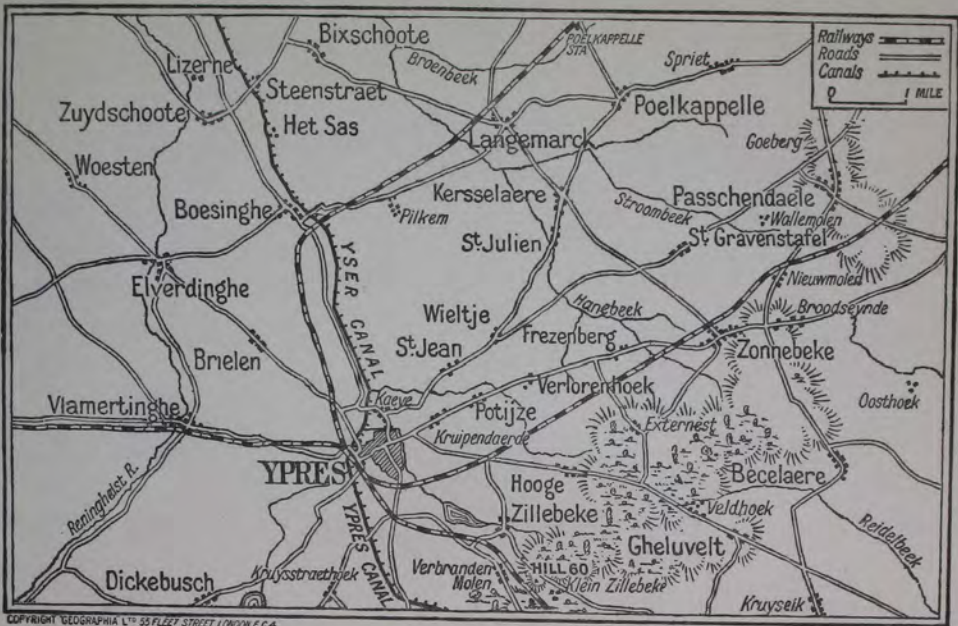 Bixschoote
POELKAPPELLE
STA.
Railways
Roads
Canals
0 1 MILE
Lizerne
Broenbeek
Spriet
Steenstraet
Zuydschoote
Poelkappelle
Het Sas
Langemarck
Goeberg
Woesten
Kersselaere
Passchendaele
Boesinghe
Pilkem
Stroombeek
Wallemolen
St Julien
St Gravenstafel
YSER CANAL
Elverdinghe
Nieuwmolen
Wieltje
Hanebeek
Broodseynde
Frezenberg
St Jean
Zonnebeke
Brielen
Verlorenhoek
Kaeye
Oosthoek
Vlamertinghe
Potijze
Kruipendaerde
Externest
YPRES
Becelaere
Hooge
Reninghelst R.
Veldhoek
Zillebeke
Reidelbeek
YPRES CANAL
Gheluvelt
Verbranden
Molen
HILL 60
Dickebusch
Kruysstraethoek
Klein Zillebeke
Kruyseik
COPYRIGHT "GEOGRAPHIA" LTD 55 FLEET STREET LONDON E.C.4.